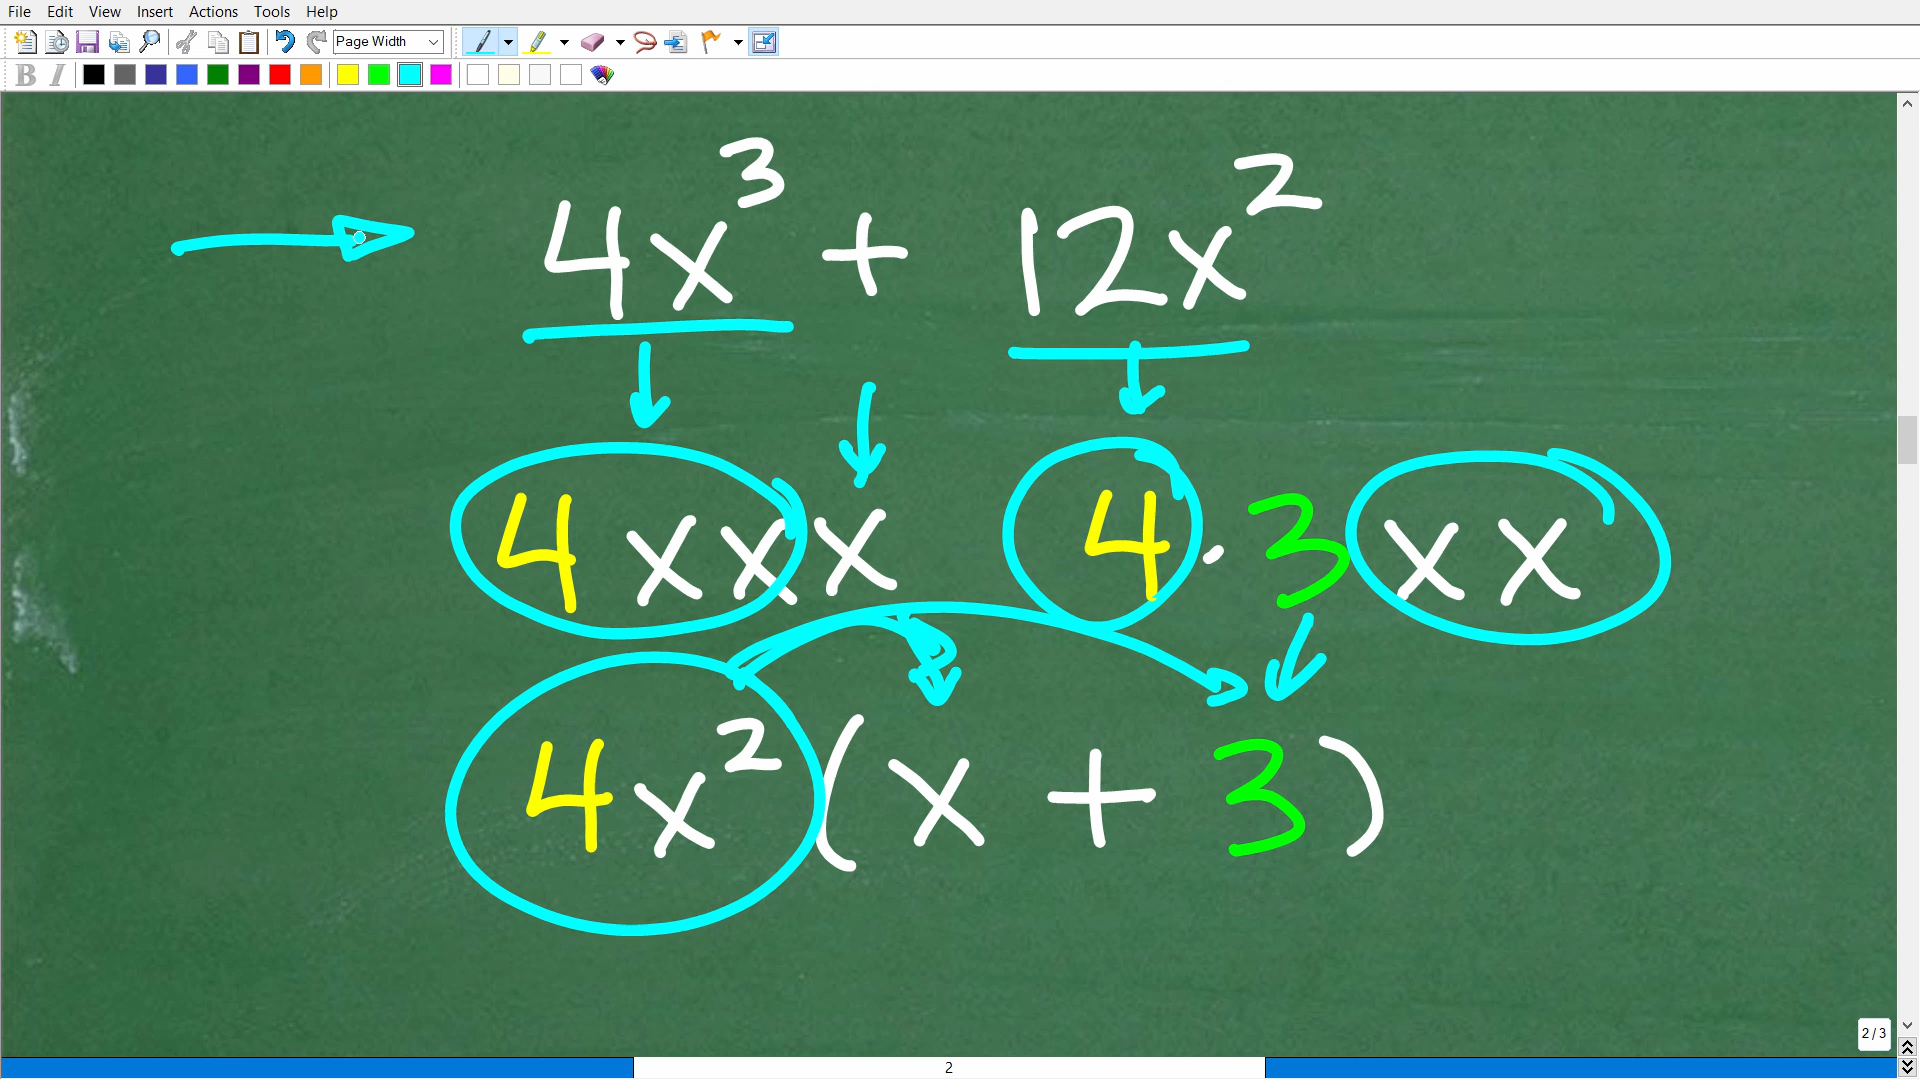 File Edit View Insert Actions Tools Help
Page Width
B I
4x³ + 12x²
4xxx 4·3xx
4x²(x + 3)
2 / 3
2